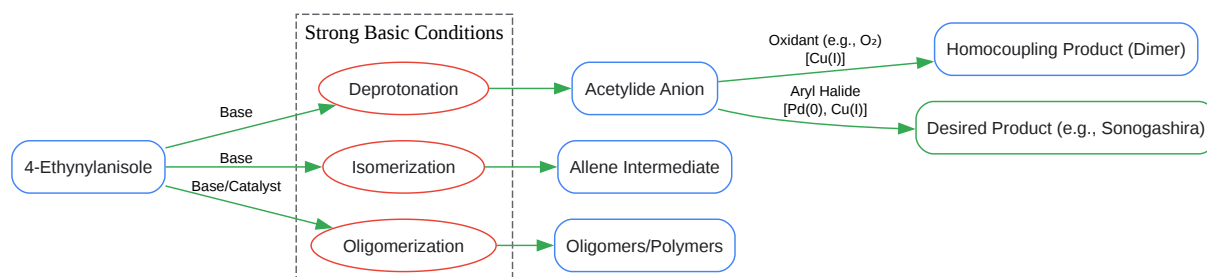 Strong Basic Conditions
4-Ethynylanisole
Base
Base
Base/Catalyst
Deprotonation
Isomerization
Oligomerization
Acetylide Anion
Allene Intermediate
Oligomers/Polymers
Oxidant (e.g., O₂)
[Cu(I)]
Aryl Halide
[Pd(0), Cu(I)]
Homocoupling Product (Dimer)
Desired Product (e.g., Sonogashira)